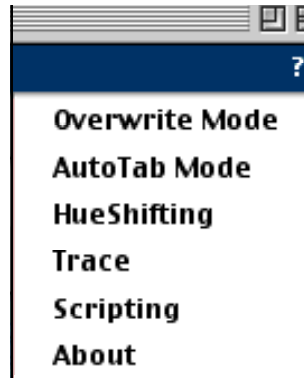 ?
Overwrite Mode
AutoTab Mode
HueShifting
Trace
Scripting
About